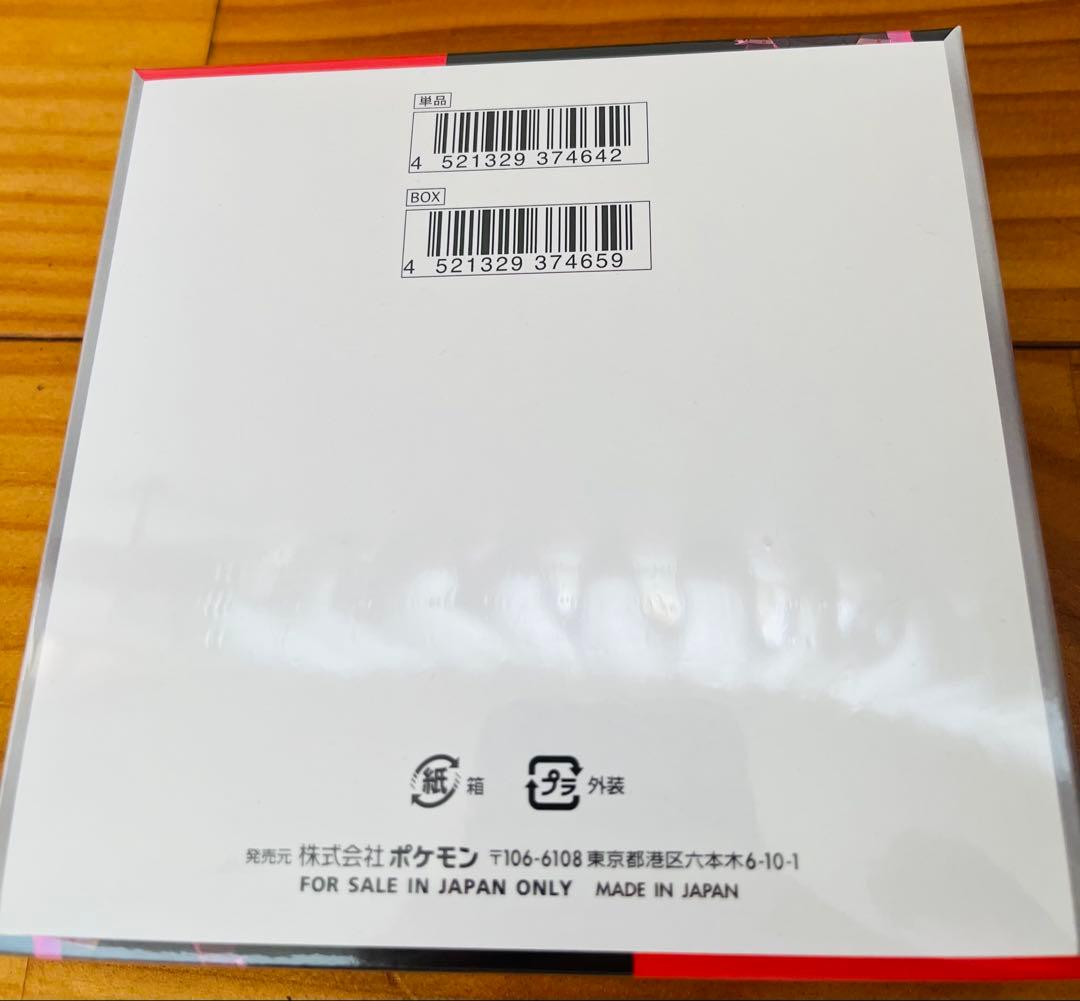 単品
4 521329 374642
BOX
4 521329 374659
紙 箱 プラ 外装
発売元 株式会社 ポケモン 〒106-6108 東京都港区六本木6-10-1
FOR SALE IN JAPAN ONLY MADE IN JAPAN